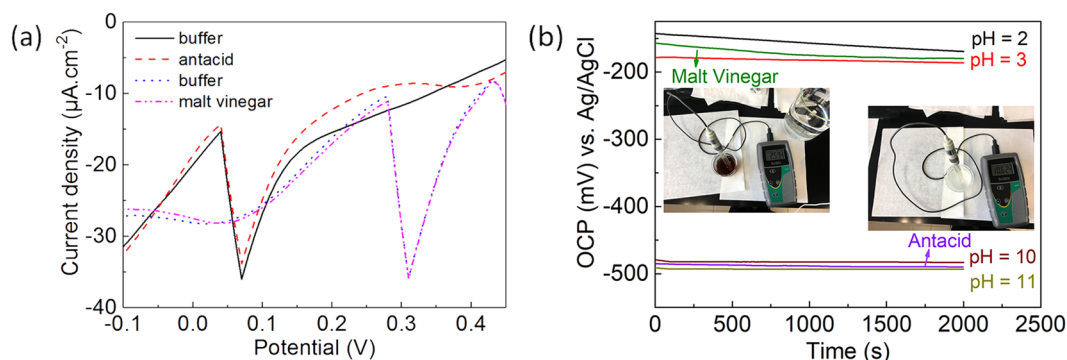 (a)
0
-10
-20
-30
-40
-0.1
0.0
0.1
0.2
0.3
0.4
Current density (µA.cm-2)
Potential (V)
buffer
antacid
buffer
malt vinegar
(b)
-200
-300
-400
-500
0
500
1000
1500
2000
2500
OCP (mV) vs. Ag/AgCl
Time (s)
pH = 2
pH = 3
Malt Vinegar
Antacid
pH = 10
pH = 11